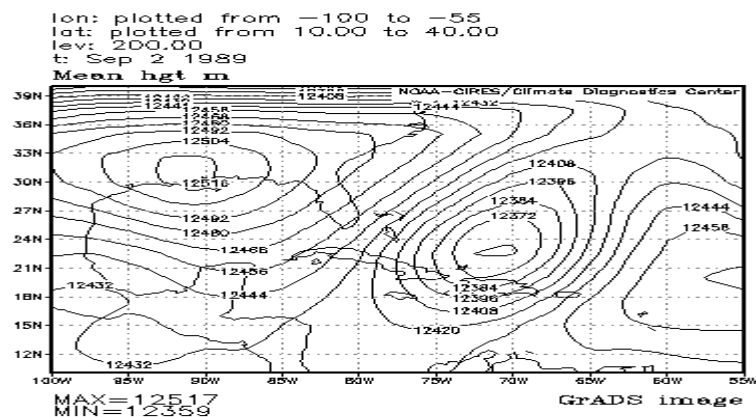 lon: plotted from -100 to -55
lat: plotted from 10.00 to 40.00
lev: 200.00
t: Sep 2 1989
Mean hgt m
NOAA-CIRES/Climate Diagnostics Center
39N
12408
12444
12432
12444
12458
36N
12492
12504
33N
12408
12396
30N
12516
12384
27N
12492
12372
12444
12480
12458
24N
12466
21N
12456
12432
12384
18N
12444
12396
12408
15N
12420
12N
12432
100W 95W 90W 85W 80W 75W 70W 65W 60W 55W
MAX=12517
MIN=12359
GrADS image